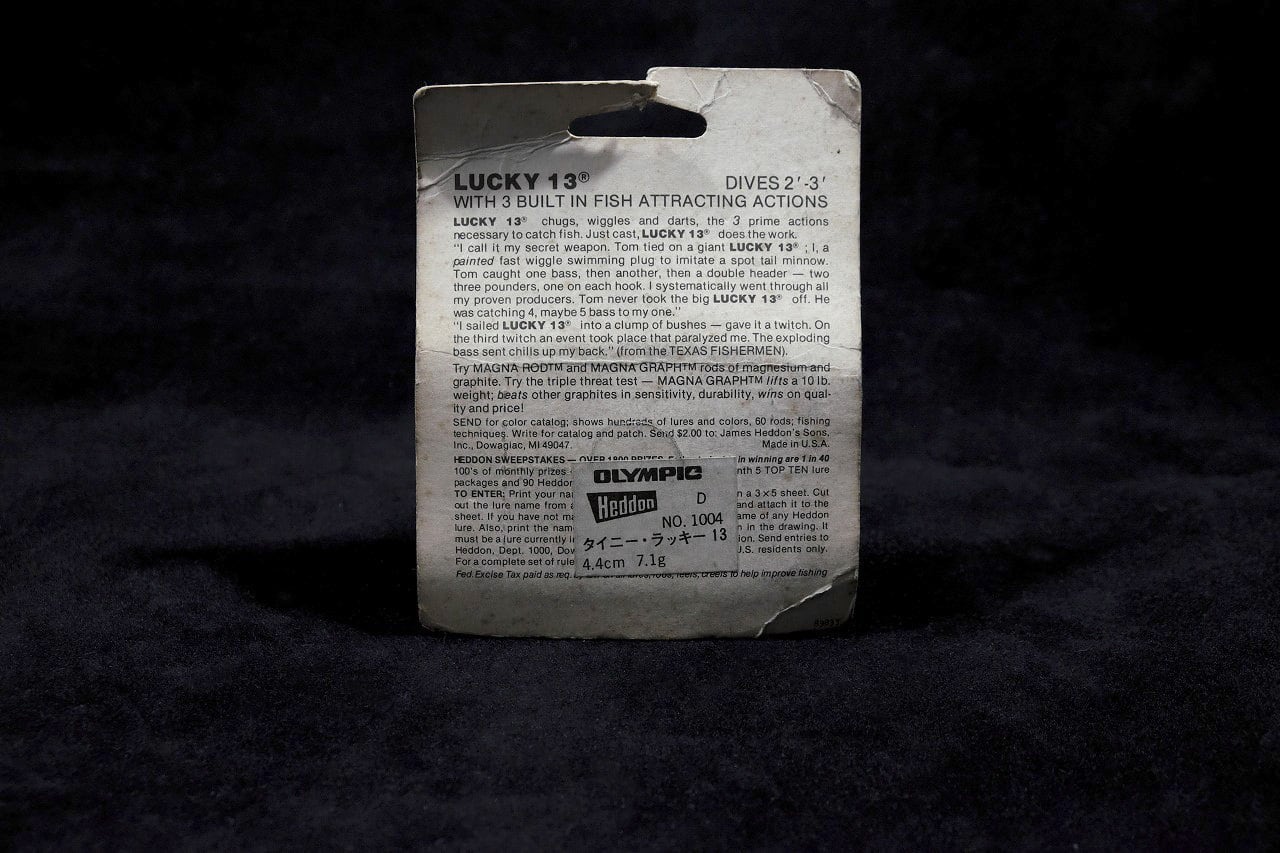 LUCKY 13® DIVES 2'-3'
WITH 3 BUILT IN FISH ATTRACTING ACTIONS
LUCKY 13® chugs, wiggles and darts, the 3 prime actions
necessary to catch fish. Just cast, LUCKY 13® does the work.
"I call it my secret weapon. Tom tied on a giant LUCKY 13® ; I, a
painted fast wiggle swimming plug to imitate a spot tail minnow.
Tom caught one bass, then another, then a double header — two
three pounders, one on each hook. I systematically went through all
my proven producers. Tom never took the big LUCKY 13® off. He
was catching 4, maybe 5 bass to my one."
"I sailed LUCKY 13® into a clump of bushes — gave it a twitch. On
the third twitch an event took place that paralyzed me. The exploding
bass sent chills up my back." (from the TEXAS FISHERMEN).
Try MAGNA ROD™ and MAGNA GRAPH™ rods of magnesium and
graphite. Try the triple threat test — MAGNA GRAPH™ lifts a 10 lb.
weight; beats other graphites in sensitivity, durability, wins on qual-
ity and price!
SEND for color catalog; shows hundreds of lures and colors, 60 rods; fishing
techniques. Write for catalog and patch. Send $2.00 to: James Heddon's Sons,
Inc., Dowagiac, MI 49047. Made in U.S.A.
HEDDON SWEEPSTAKES — OVER 1800 PRIZES in winning are 1 in 40
100's of monthly prizes 5 TOP TEN lure
packages and 90 Heddon
TO ENTER: Print your a 3×5 sheet. Cut
out the lure name from and attach it to the
sheet. If you have not of any Heddon
lure. Also, print the in the drawing. It
must be a lure currently Send entries to
Heddon, Dept. 1000, U.S. residents only.
For a complete set of
Fed. Excise Tax paid as req. to help improve fishing
OLYMPIC
Heddon D
NO. 1004
タイニー・ラッキー 13
4.4cm 7.1g